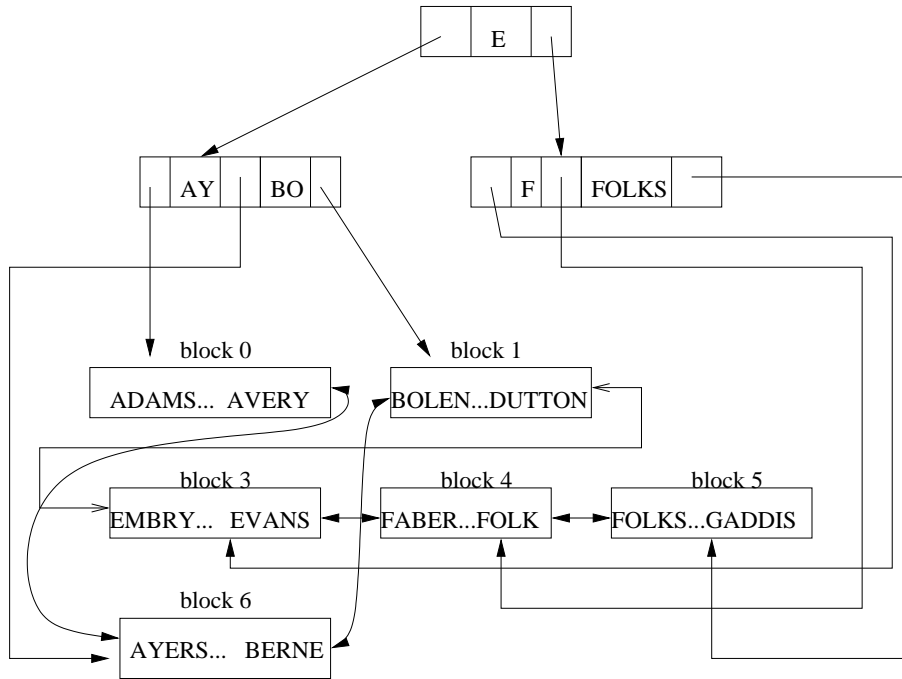 E
AY BO
F FOLKS
block 0
block 1
ADAMS... AVERY
BOLEN...DUTTON
block 3
block 4
block 5
EMBRY... EVANS
FABER...FOLK
FOLKS...GADDIS
block 6
AYERS... BERNE